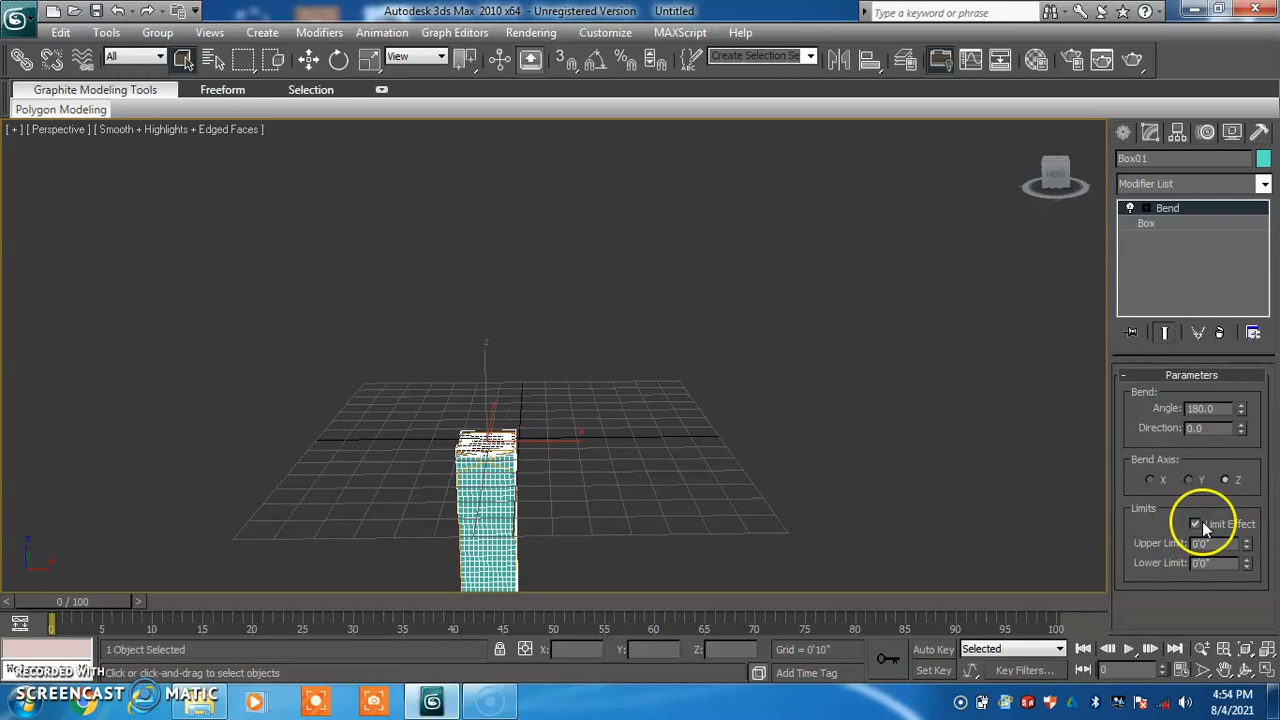 Autodesk 3ds Max 2010 x64 - Unregistered Version Untitled
Type a keyword or phrase
Edit Tools Group Views Create Modifiers Animation Graph Editors Rendering Customize MAXScript Help
All View 3 Create Selection Se
Graphite Modeling Tools Freeform Selection
Polygon Modeling
[ + ] [ Perspective ] [ Smooth + Highlights + Edged Faces ]
FRONT
z
x
Box01
Modifier List
Bend
Box
Parameters
Bend:
Angle: 180.0
Direction: 0.0
Bend Axis:
X Y Z
Limits
Limit Effect
Upper Limit: 0'0"
Lower Limit: 0'0"
0 / 100
0 5 10 15 20 25 30 35 40 45 50 55 60 65 70 75 80 85 90 95 100
1 Object Selected X: Y: Z: Grid = 0'10" Auto Key Selected
Click or click-and-drag to select objects Add Time Tag Set Key Key Filters... 0
RECORDED WITH
SCREENCAST MATIC
4:54 PM
8/4/2021